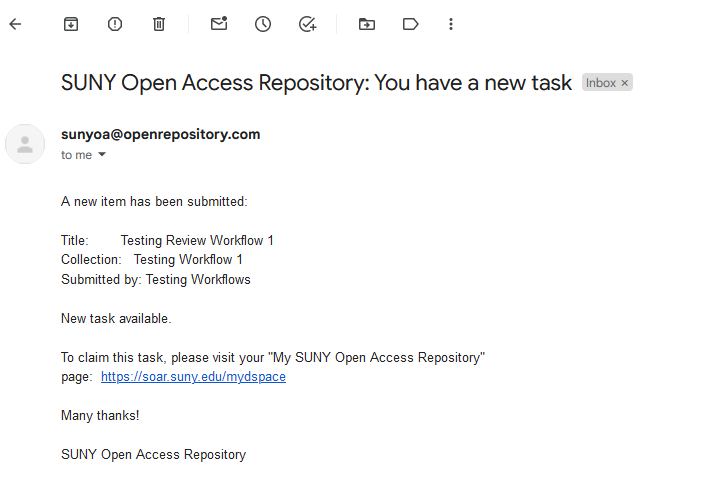 SUNY Open Access Repository: You have a new task Inbox ×
sunyoa@openrepository.com
to me
A new item has been submitted:
Title: Testing Review Workflow 1
Collection: Testing Workflow 1
Submitted by: Testing Workflows
New task available.
To claim this task, please visit your "My SUNY Open Access Repository"
page: https://soar.suny.edu/mydspace
Many thanks!
SUNY Open Access Repository